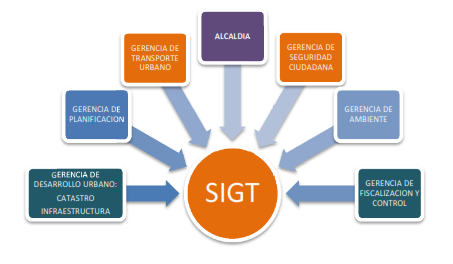 ALCALDIA
GERENCIA DE
TRANSPORTE
URBANO
GERENCIA DE
SEGURIDAD
CIUDADANA
GERENCIA DE
PLANIFICACION
GERENCIA DE
AMBIENTE
GERENCIA DE
DESARROLLO URBANO:
CATASTRO
INFRAESTRUCTURA
SIGT
GERENCIA DE
FISCALIZACION Y
CONTROL